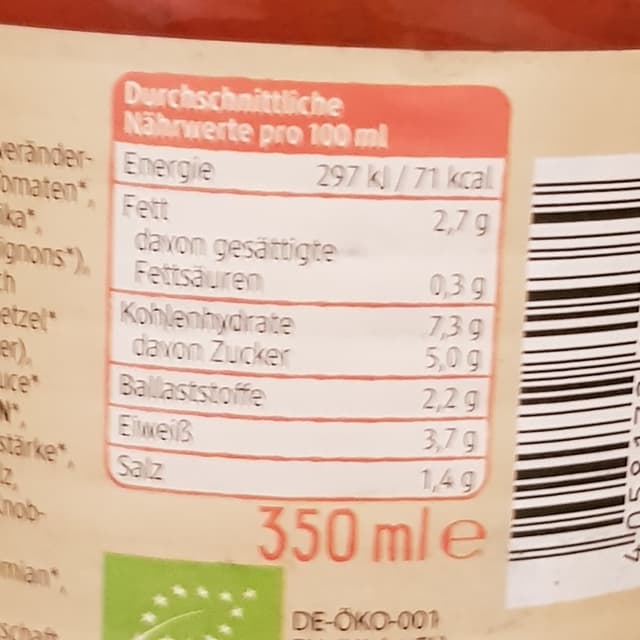 Durchschnittliche
Nährwerte pro 100 ml
Energie 297 kJ / 71 kcal
Fett 2,7 g
davon gesättigte
Fettsäuren 0,3 g
Kohlenhydrate 7,3 g
davon Zucker 5,0 g
Ballaststoffe 2,2 g
Eiweiß 3,7 g
Salz 1,4 g
350 ml e
DE-ÖKO-001